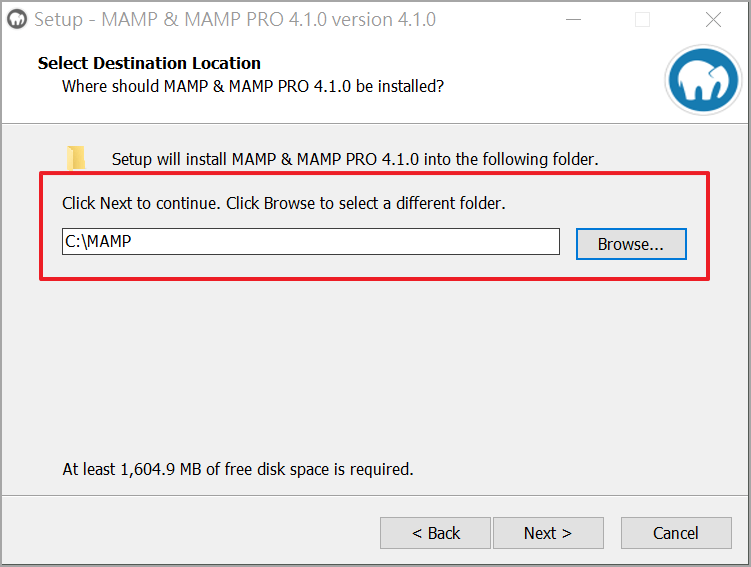 Setup - MAMP & MAMP PRO 4.1.0 version 4.1.0
Select Destination Location
Where should MAMP & MAMP PRO 4.1.0 be installed?
Setup will install MAMP & MAMP PRO 4.1.0 into the following folder.
Click Next to continue. Click Browse to select a different folder.
C:\MAMP
Browse...
At least 1,604.9 MB of free disk space is required.
< Back
Next >
Cancel